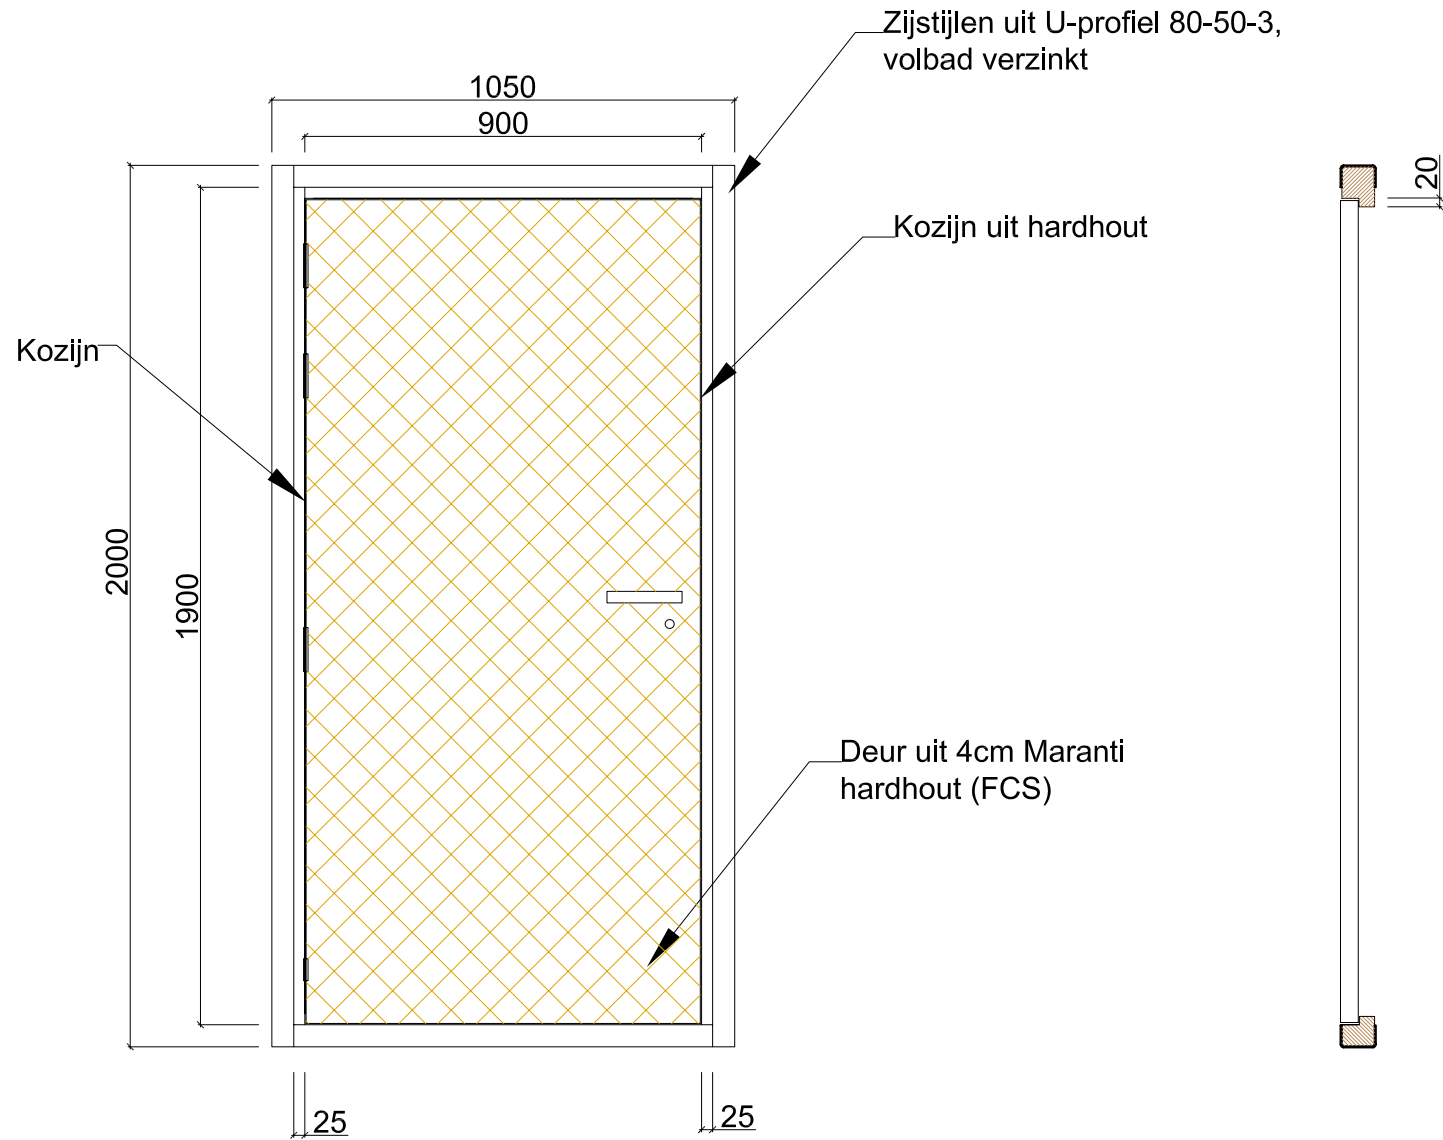 Zijstijlen uit U-profiel 80-50-3,
volbad verzinkt
1050
900
20
Kozijn uit hardhout
Kozijn
2000
1900
Deur uit 4cm Maranti
hardhout (FCS)
25
25